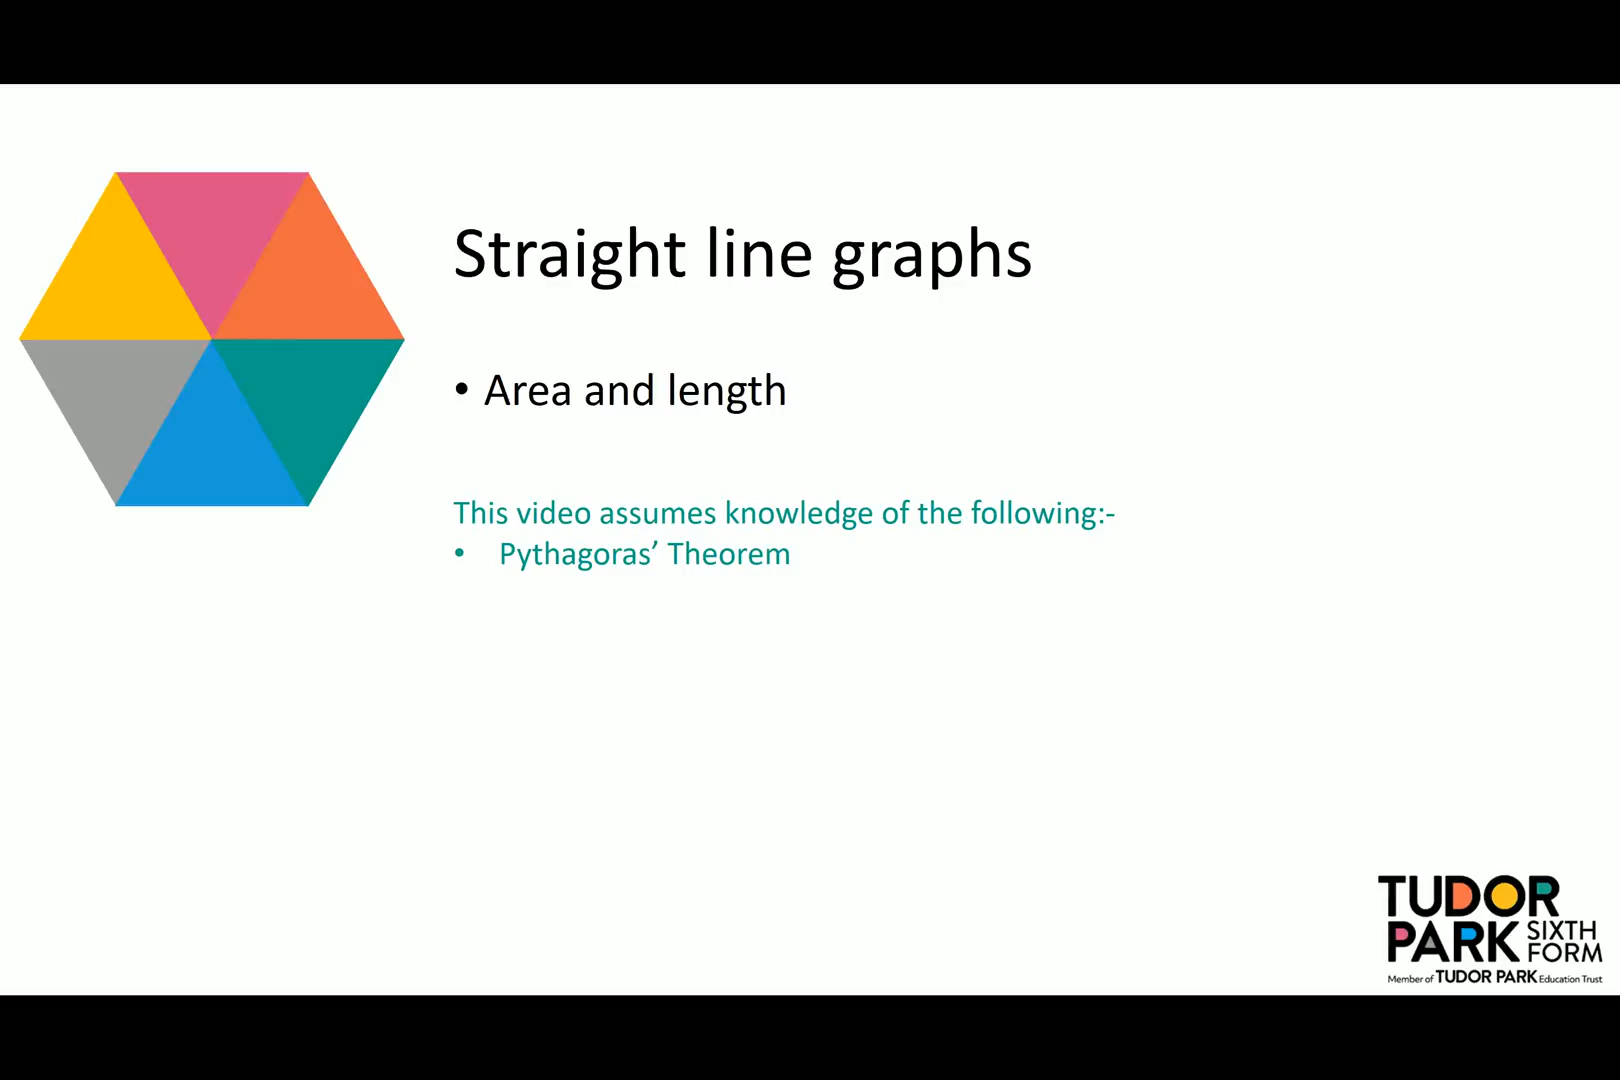 Straight line graphs
• Area and length
This video assumes knowledge of the following:-
• Pythagoras’ Theorem
TUDOR
PARK SIXTH FORM
Member of TUDOR PARK Education Trust